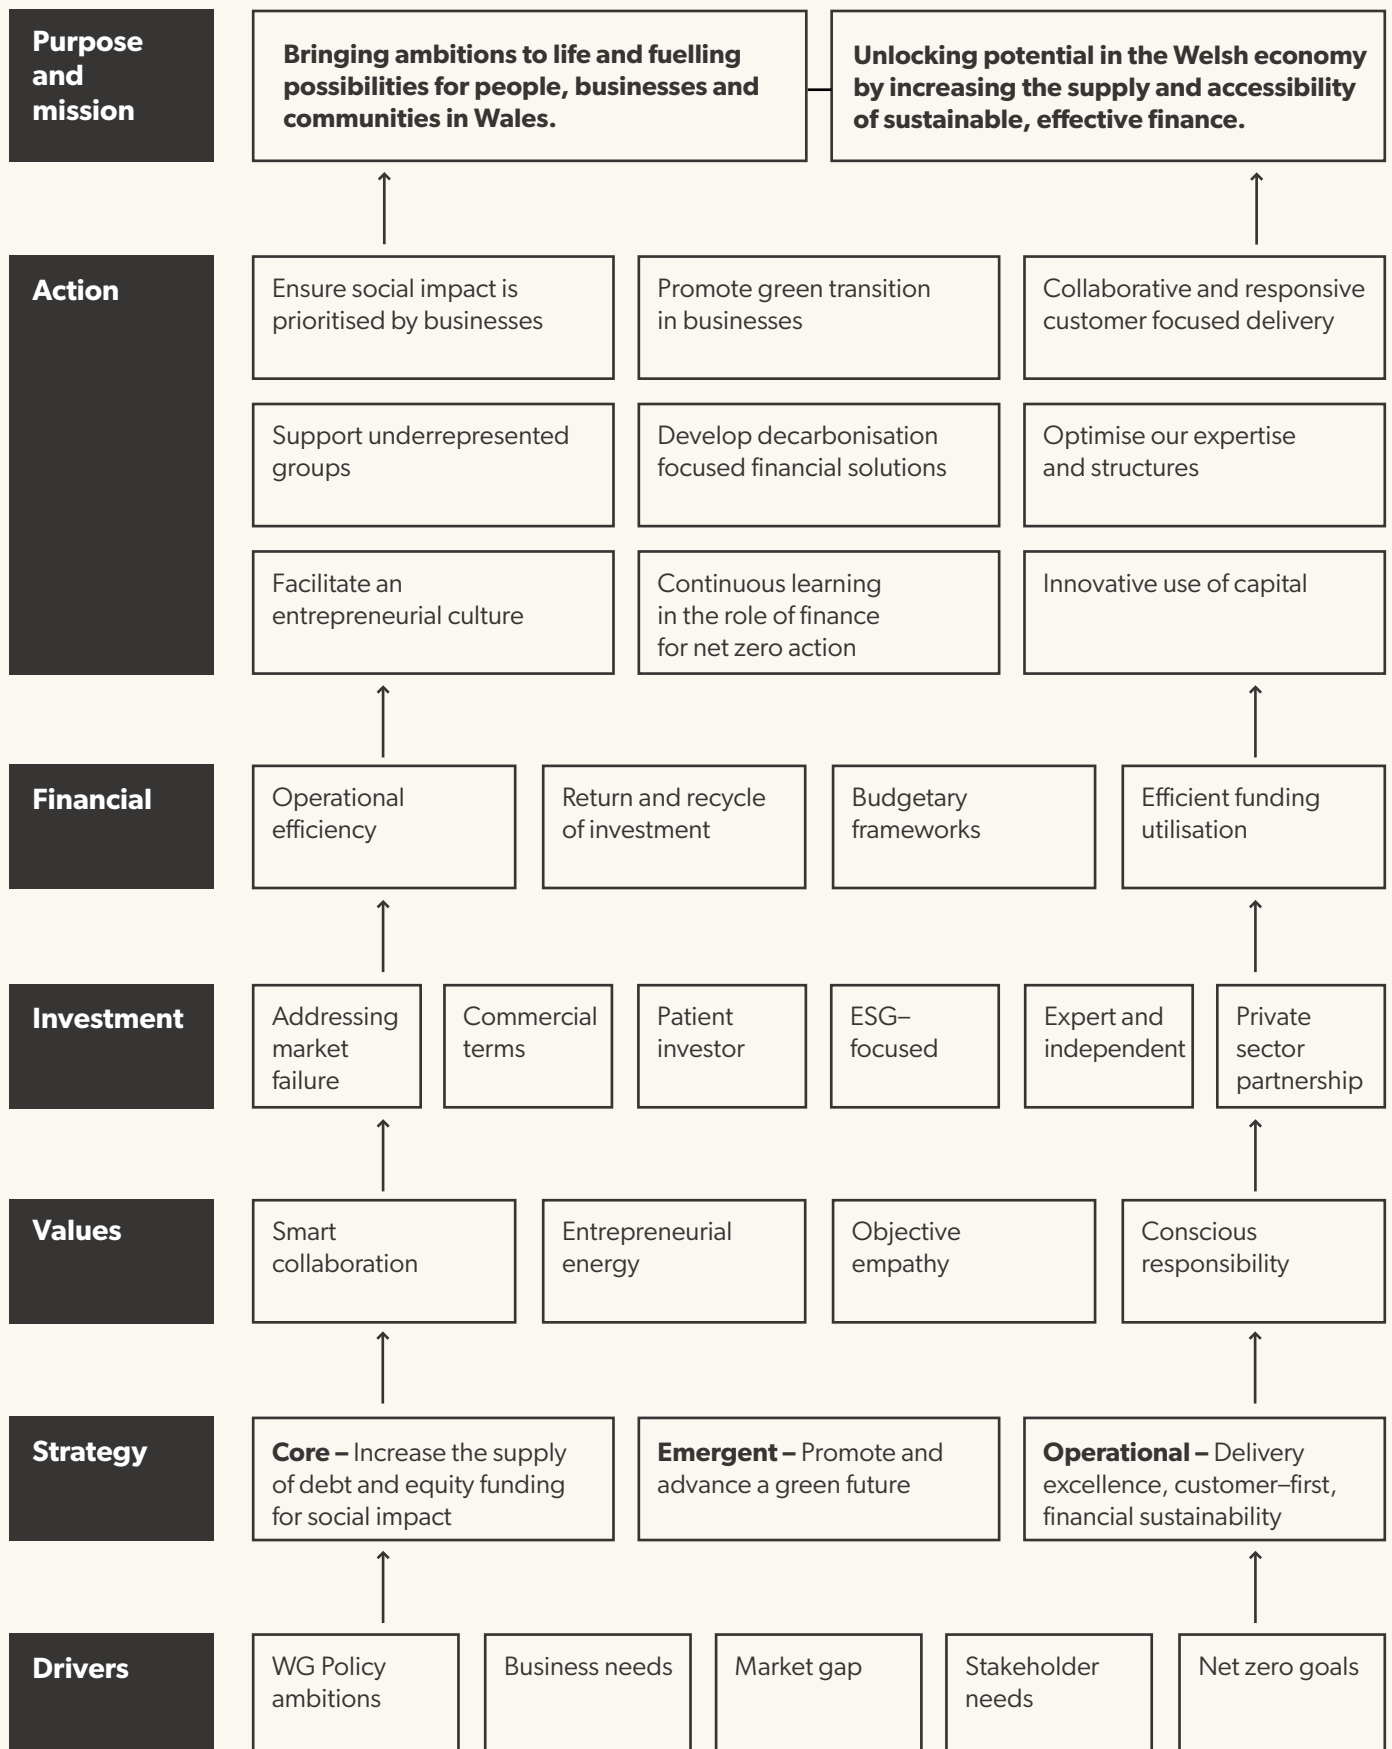 Purpose
and
mission
Bringing ambitions to life and fuelling
possibilities for people, businesses and
communities in Wales.
Unlocking potential in the Welsh economy
by increasing the supply and accessibility
of sustainable, effective finance.
Action
Ensure social impact is
prioritised by businesses
Promote green transition
in businesses
Collaborative and responsive
customer focused delivery
Support underrepresented
groups
Develop decarbonisation
focused financial solutions
Optimise our expertise
and structures
Facilitate an
entrepreneurial culture
Continuous learning
in the role of finance
for net zero action
Innovative use of capital
Financial
Operational
efficiency
Return and recycle
of investment
Budgetary
frameworks
Efficient funding
utilisation
Investment
Addressing
market
failure
Commercial
terms
Patient
investor
ESG–
focused
Expert and
independent
Private
sector
partnership
Values
Smart
collaboration
Entrepreneurial
energy
Objective
empathy
Conscious
responsibility
Strategy
Core – Increase the supply
of debt and equity funding
for social impact
Emergent – Promote and
advance a green future
Operational – Delivery
excellence, customer–first,
financial sustainability
Drivers
WG Policy
ambitions
Business needs
Market gap
Stakeholder
needs
Net zero goals